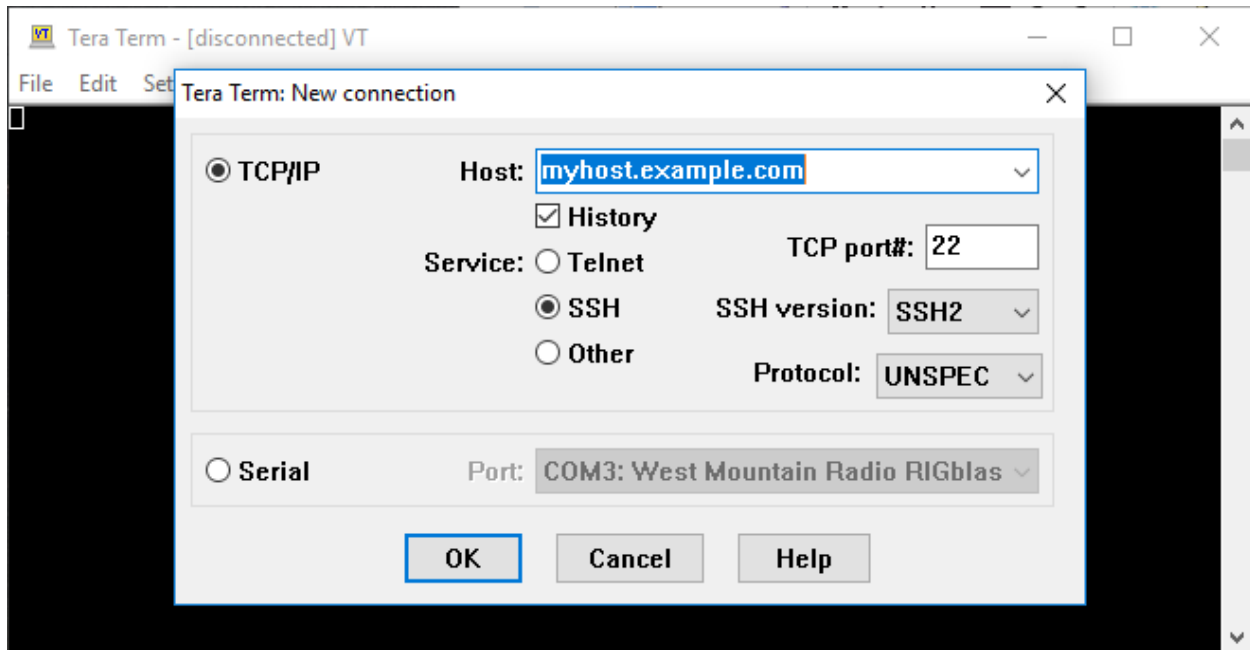 VT Tera Term - [disconnected] VT
File Edit Set
Tera Term: New connection
TCP/IP Host: myhost.example.com
History
TCP port#: 22
Service: Telnet
SSH SSH version: SSH2
Other
Protocol: UNSPEC
Serial Port: COM3: West Mountain Radio RIGblas
OK Cancel Help